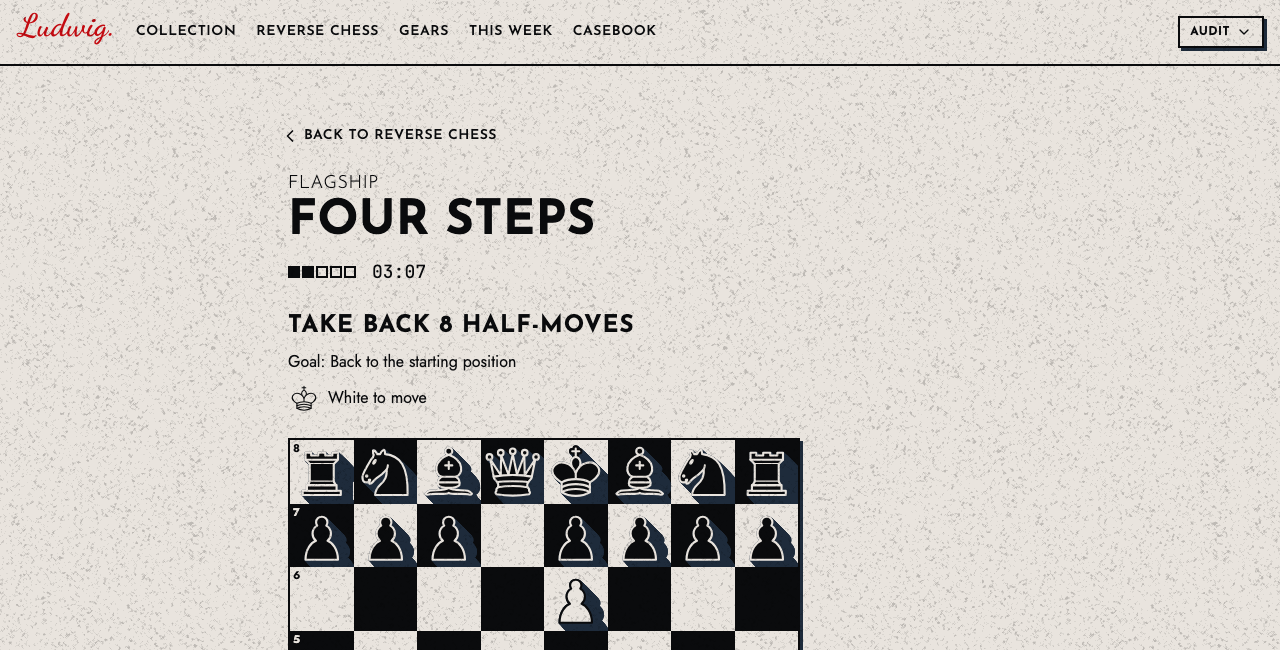 Ludwig.
COLLECTION REVERSE CHESS GEARS THIS WEEK CASEBOOK
AUDIT
BACK TO REVERSE CHESS
FLAGSHIP
FOUR STEPS
03:07
TAKE BACK 8 HALF-MOVES
Goal: Back to the starting position
White to move
8
7
6
5